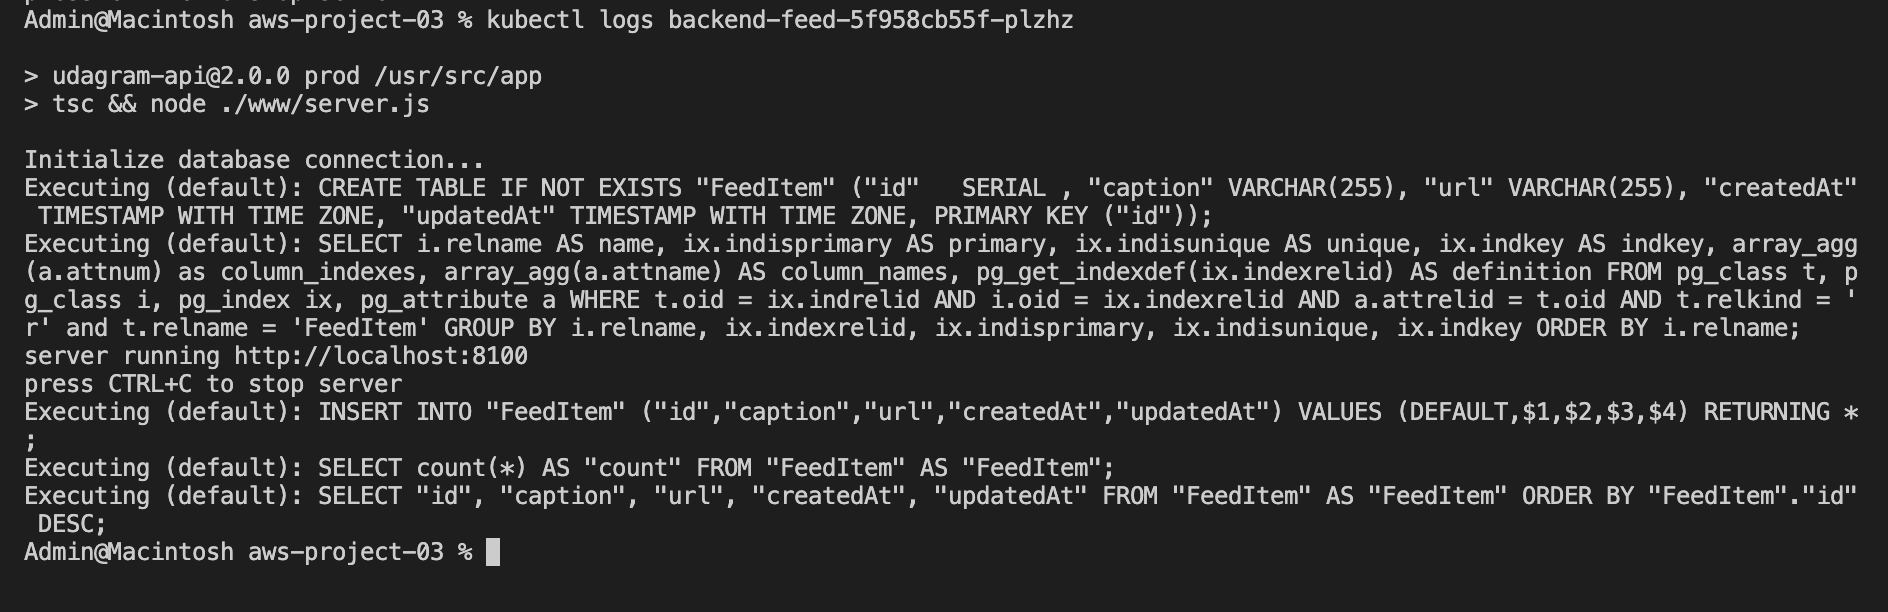 Admin@Macintosh aws-project-03 % kubectl logs backend-feed-5f958cb55f-plzhz
> udagram-api@2.0.0 prod /usr/src/app
> tsc && node ./www/server.js
Initialize database connection...
Executing (default): CREATE TABLE IF NOT EXISTS "FeedItem" ("id"   SERIAL , "caption" VARCHAR(255), "url" VARCHAR(255), "createdAt"
 TIMESTAMP WITH TIME ZONE, "updatedAt" TIMESTAMP WITH TIME ZONE, PRIMARY KEY ("id"));
Executing (default): SELECT i.relname AS name, ix.indisprimary AS primary, ix.indisunique AS unique, ix.indkey AS indkey, array_agg
(a.attnum) as column_indexes, array_agg(a.attname) AS column_names, pg_get_indexdef(ix.indexrelid) AS definition FROM pg_class t, p
g_class i, pg_index ix, pg_attribute a WHERE t.oid = ix.indrelid AND i.oid = ix.indexrelid AND a.attrelid = t.oid AND t.relkind = '
r' and t.relname = 'FeedItem' GROUP BY i.relname, ix.indexrelid, ix.indisprimary, ix.indisunique, ix.indkey ORDER BY i.relname;
server running http://localhost:8100
press CTRL+C to stop server
Executing (default): INSERT INTO "FeedItem" ("id","caption","url","createdAt","updatedAt") VALUES (DEFAULT,$1,$2,$3,$4) RETURNING *
;
Executing (default): SELECT count(*) AS "count" FROM "FeedItem" AS "FeedItem";
Executing (default): SELECT "id", "caption", "url", "createdAt", "updatedAt" FROM "FeedItem" AS "FeedItem" ORDER BY "FeedItem"."id"
 DESC;
Admin@Macintosh aws-project-03 %